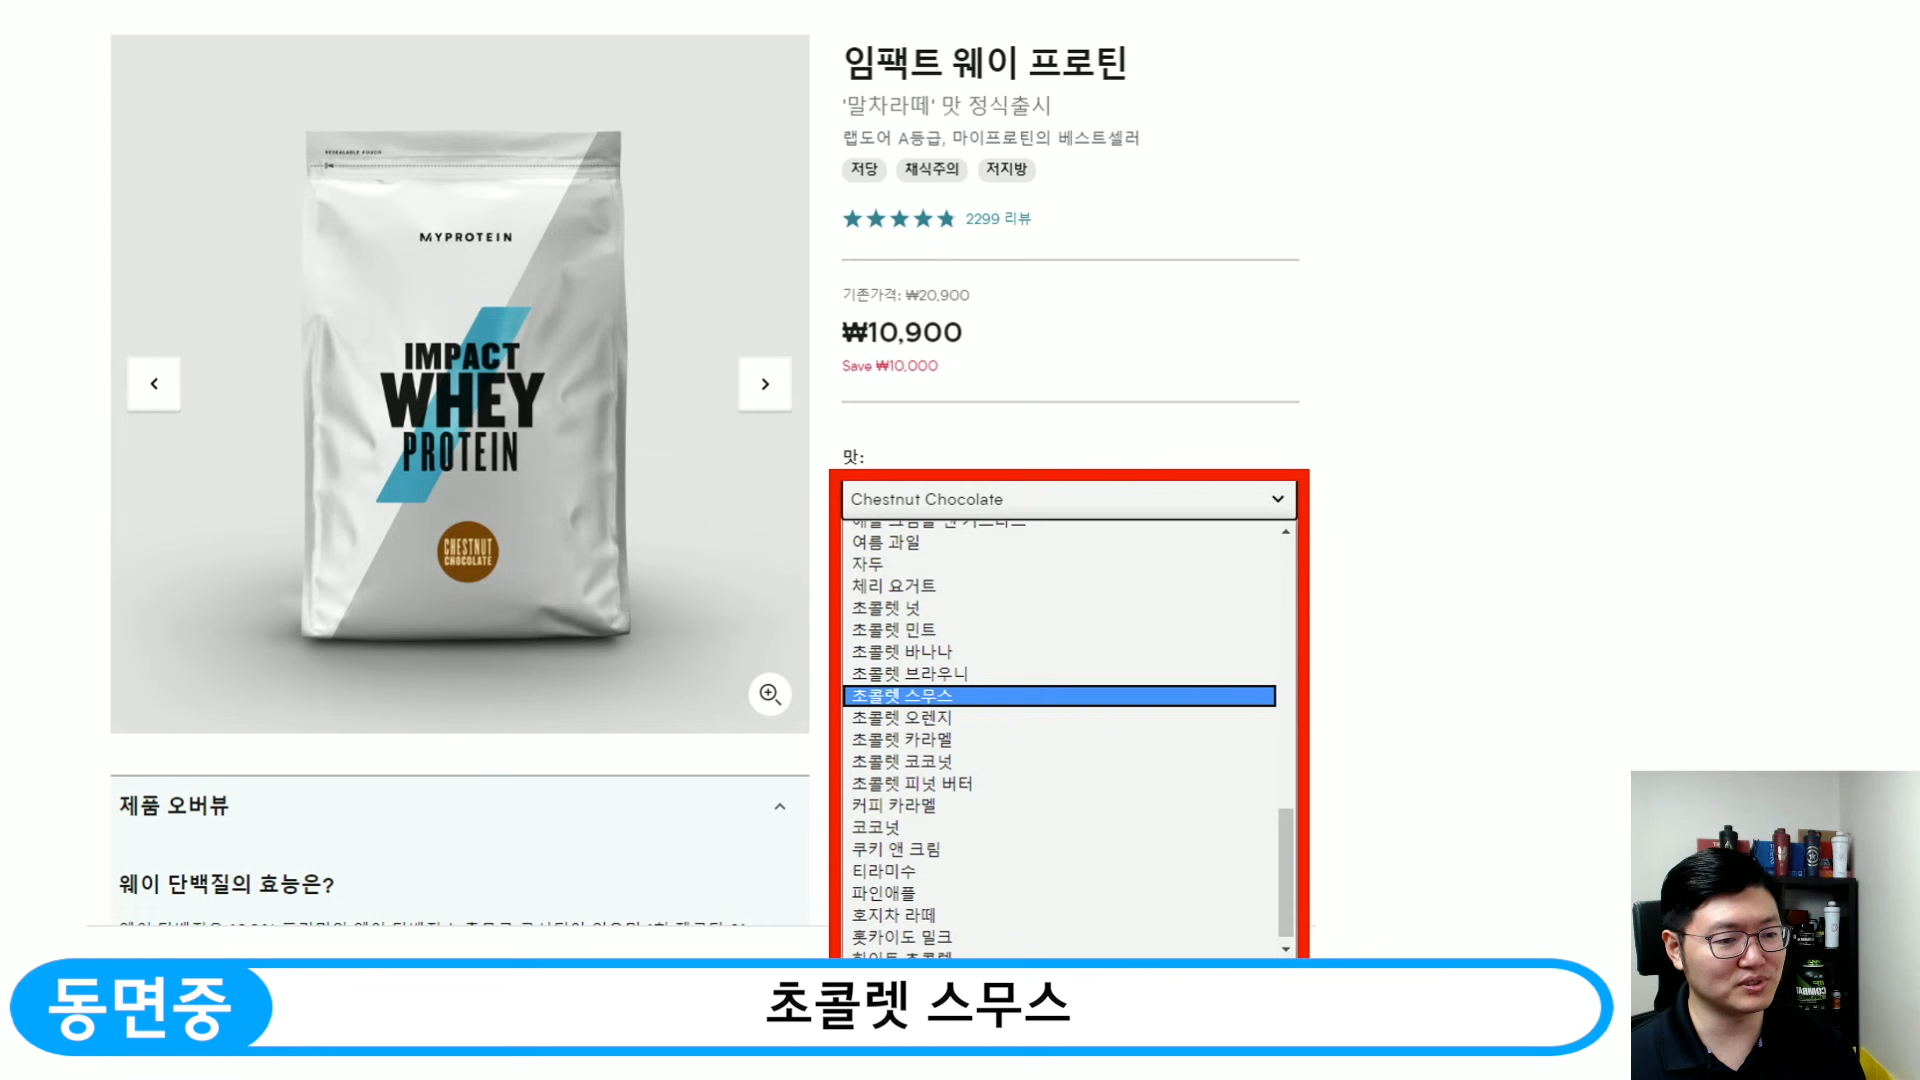 임팩트 웨이 프로틴
'말차라떼' 맛 정식출시
랩도어 A등급, 마이프로틴의 베스트셀러
저당 채식주의 저지방
2299 리뷰
기존가격: ₩20,900
₩10,900
Save ₩10,000
맛:
Chestnut Chocolate
여름 과일
자두
체리 요거트
초콜렛 넛
초콜렛 민트
초콜렛 바나나
초콜렛 브라우니
초콜렛 스무스
초콜렛 오렌지
초콜렛 카라멜
초콜렛 코코넛
초콜렛 피넛 버터
커피 카라멜
코코넛
쿠키 앤 크림
티라미수
파인애플
호지차 라떼
홋카이도 밀크
RESEALABLE POUCH
MYPROTEIN
IMPACT
WHEY
PROTEIN
CHESTNUT
CHOCOLATE
제품 오버뷰
웨이 단백질의 효능은?
동면중
초콜렛 스무스